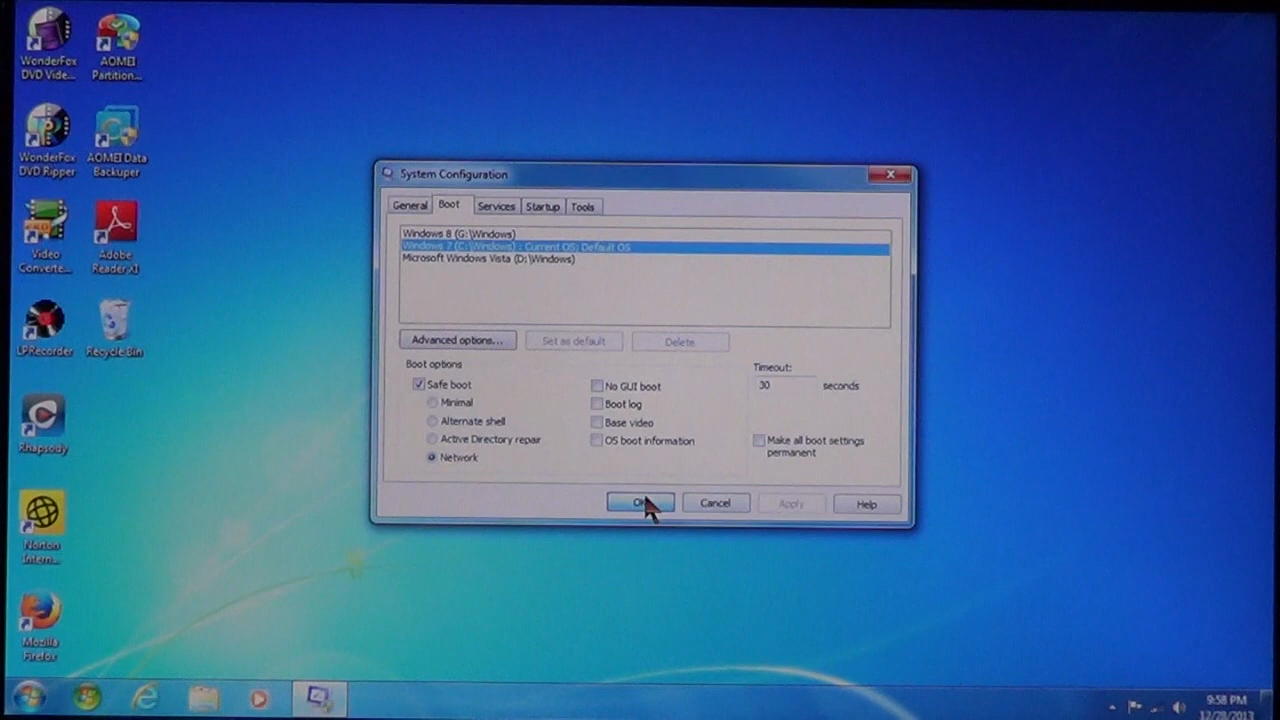 WonderFox
DVD Vide...
AOMEI
Partition...
WonderFox
DVD Ripper
AOMEI Data
Backuper
Video
Converte...
Adobe
Reader XI
LPRecorder
Recycle Bin
Rhapsody
Norton
Intern...
Mozilla
Firefox
System Configuration
General
Boot
Services
Startup
Tools
Windows 8 (G:\Windows)
Windows 7 (C:\Windows) : Current OS; Default OS
Microsoft Windows Vista (D:\Windows)
Advanced options...
Set as default
Delete
Boot options
Safe boot
Minimal
Alternate shell
Active Directory repair
Network
No GUI boot
Boot log
Base video
OS boot information
Timeout:
30 seconds
Make all boot settings
permanent
OK
Cancel
Apply
Help
9:58 PM
12/28/2013